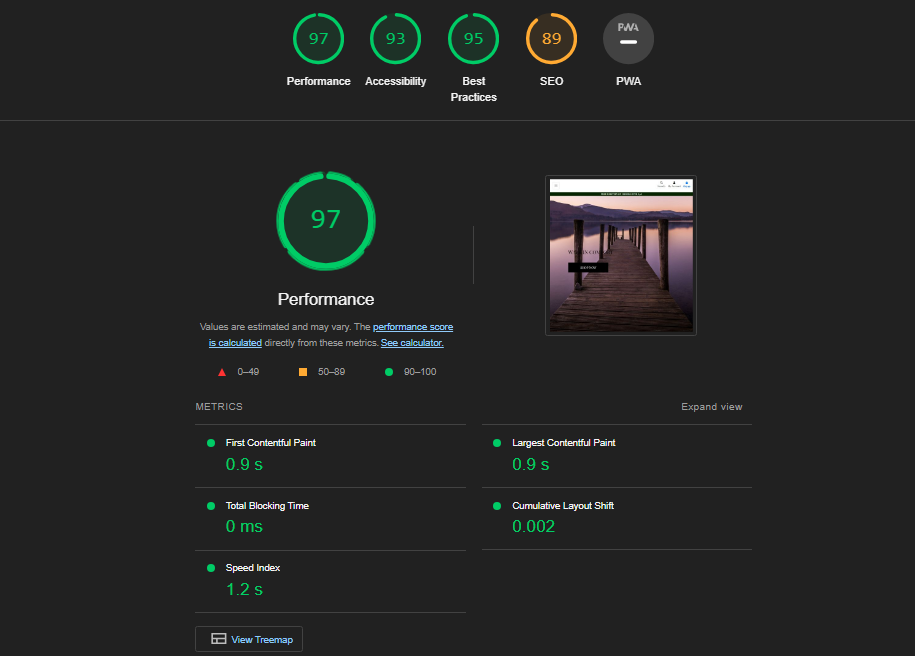 97
93
95
89
PWA
Performance
Accessibility
Best
Practices
SEO
PWA
97
Performance
Values are estimated and may vary. The performance score
is calculated directly from these metrics. See calculator.
0–49
50–89
90–100
METRICS
Expand view
First Contentful Paint
0.9 s
Largest Contentful Paint
0.9 s
Total Blocking Time
0 ms
Cumulative Layout Shift
0.002
Speed Index
1.2 s
View Treemap